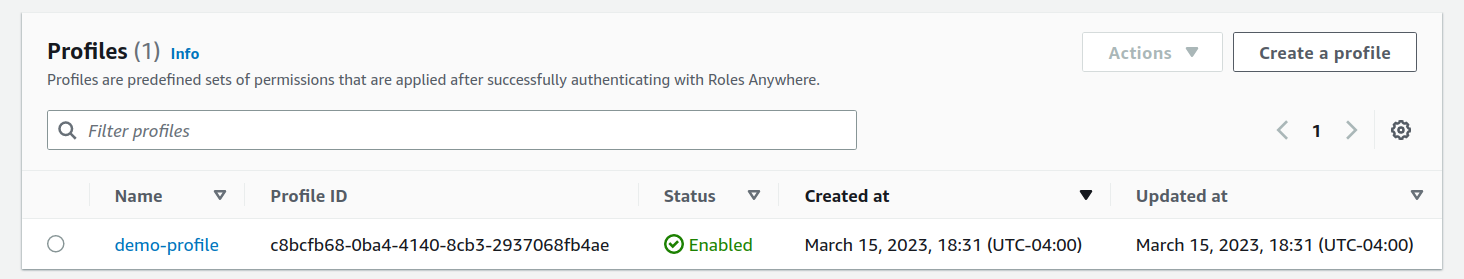 Profiles (1) Info
Actions
Create a profile
Profiles are predefined sets of permissions that are applied after successfully authenticating with Roles Anywhere.
Filter profiles
1
Name Profile ID Status Created at Updated at
demo-profile c8bcfb68-0ba4-4140-8cb3-2937068fb4ae Enabled March 15, 2023, 18:31 (UTC-04:00) March 15, 2023, 18:31 (UTC-04:00)